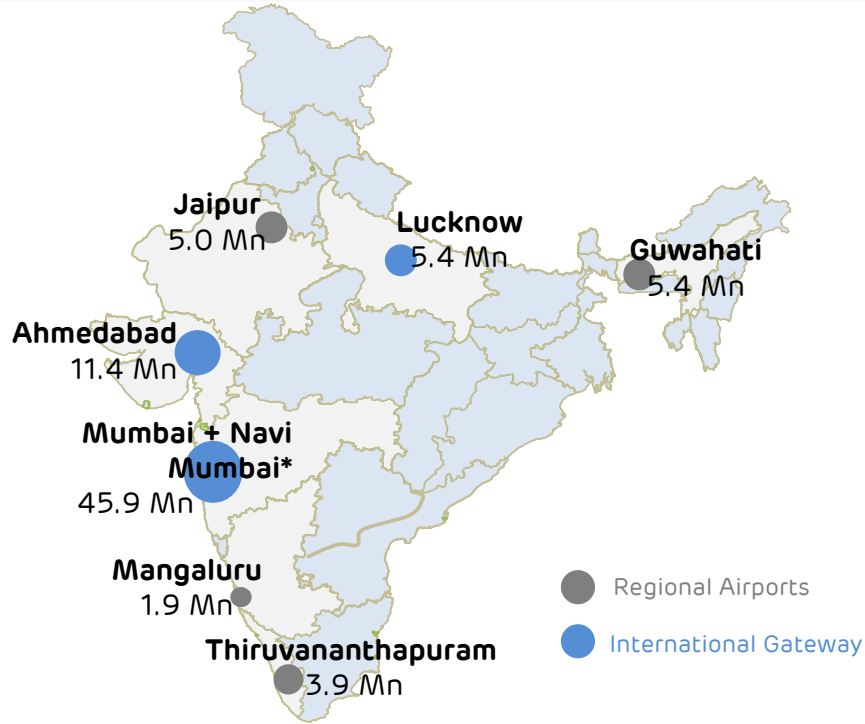 Jaipur
5.0 Mn
Lucknow
5.4 Mn
Guwahati
5.4 Mn
Ahmedabad
11.4 Mn
Mumbai + Navi
Mumbai*
45.9 Mn
Mangaluru
1.9 Mn
Thiruvananthapuram
3.9 Mn
Regional Airports
International Gateway